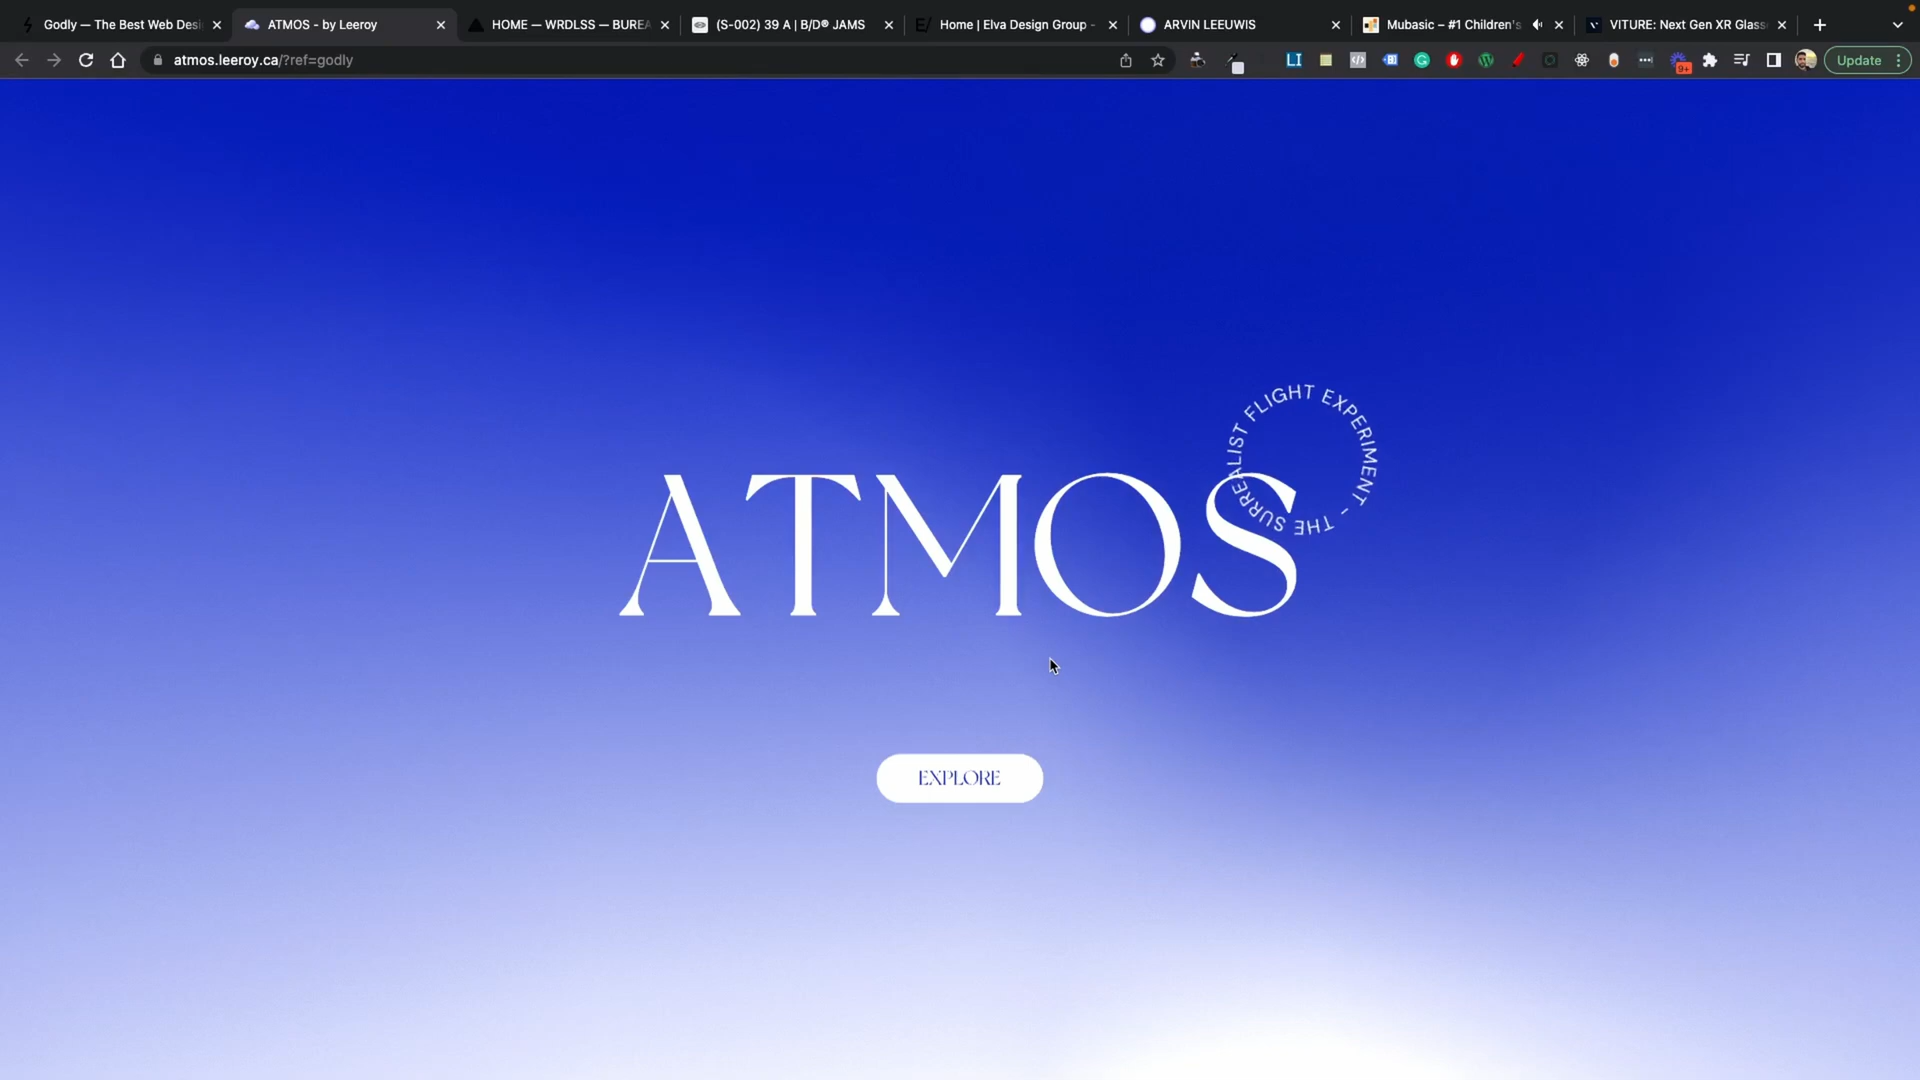 Godly — The Best Web Desi
ATMOS - by Leeroy
HOME — WRDLSS — BUREA
(S-002) 39 A | B/D® JAMS
Home | Elva Design Group -
ARVIN LEEUWIS
Mubasic – #1 Children's
VITURE: Next Gen XR Glass
atmos.leeroy.ca/?ref=godly
LI
9+
Update
THE SURREALIST FLIGHT EXPERIMENT -
ATMOS
EXPLORE